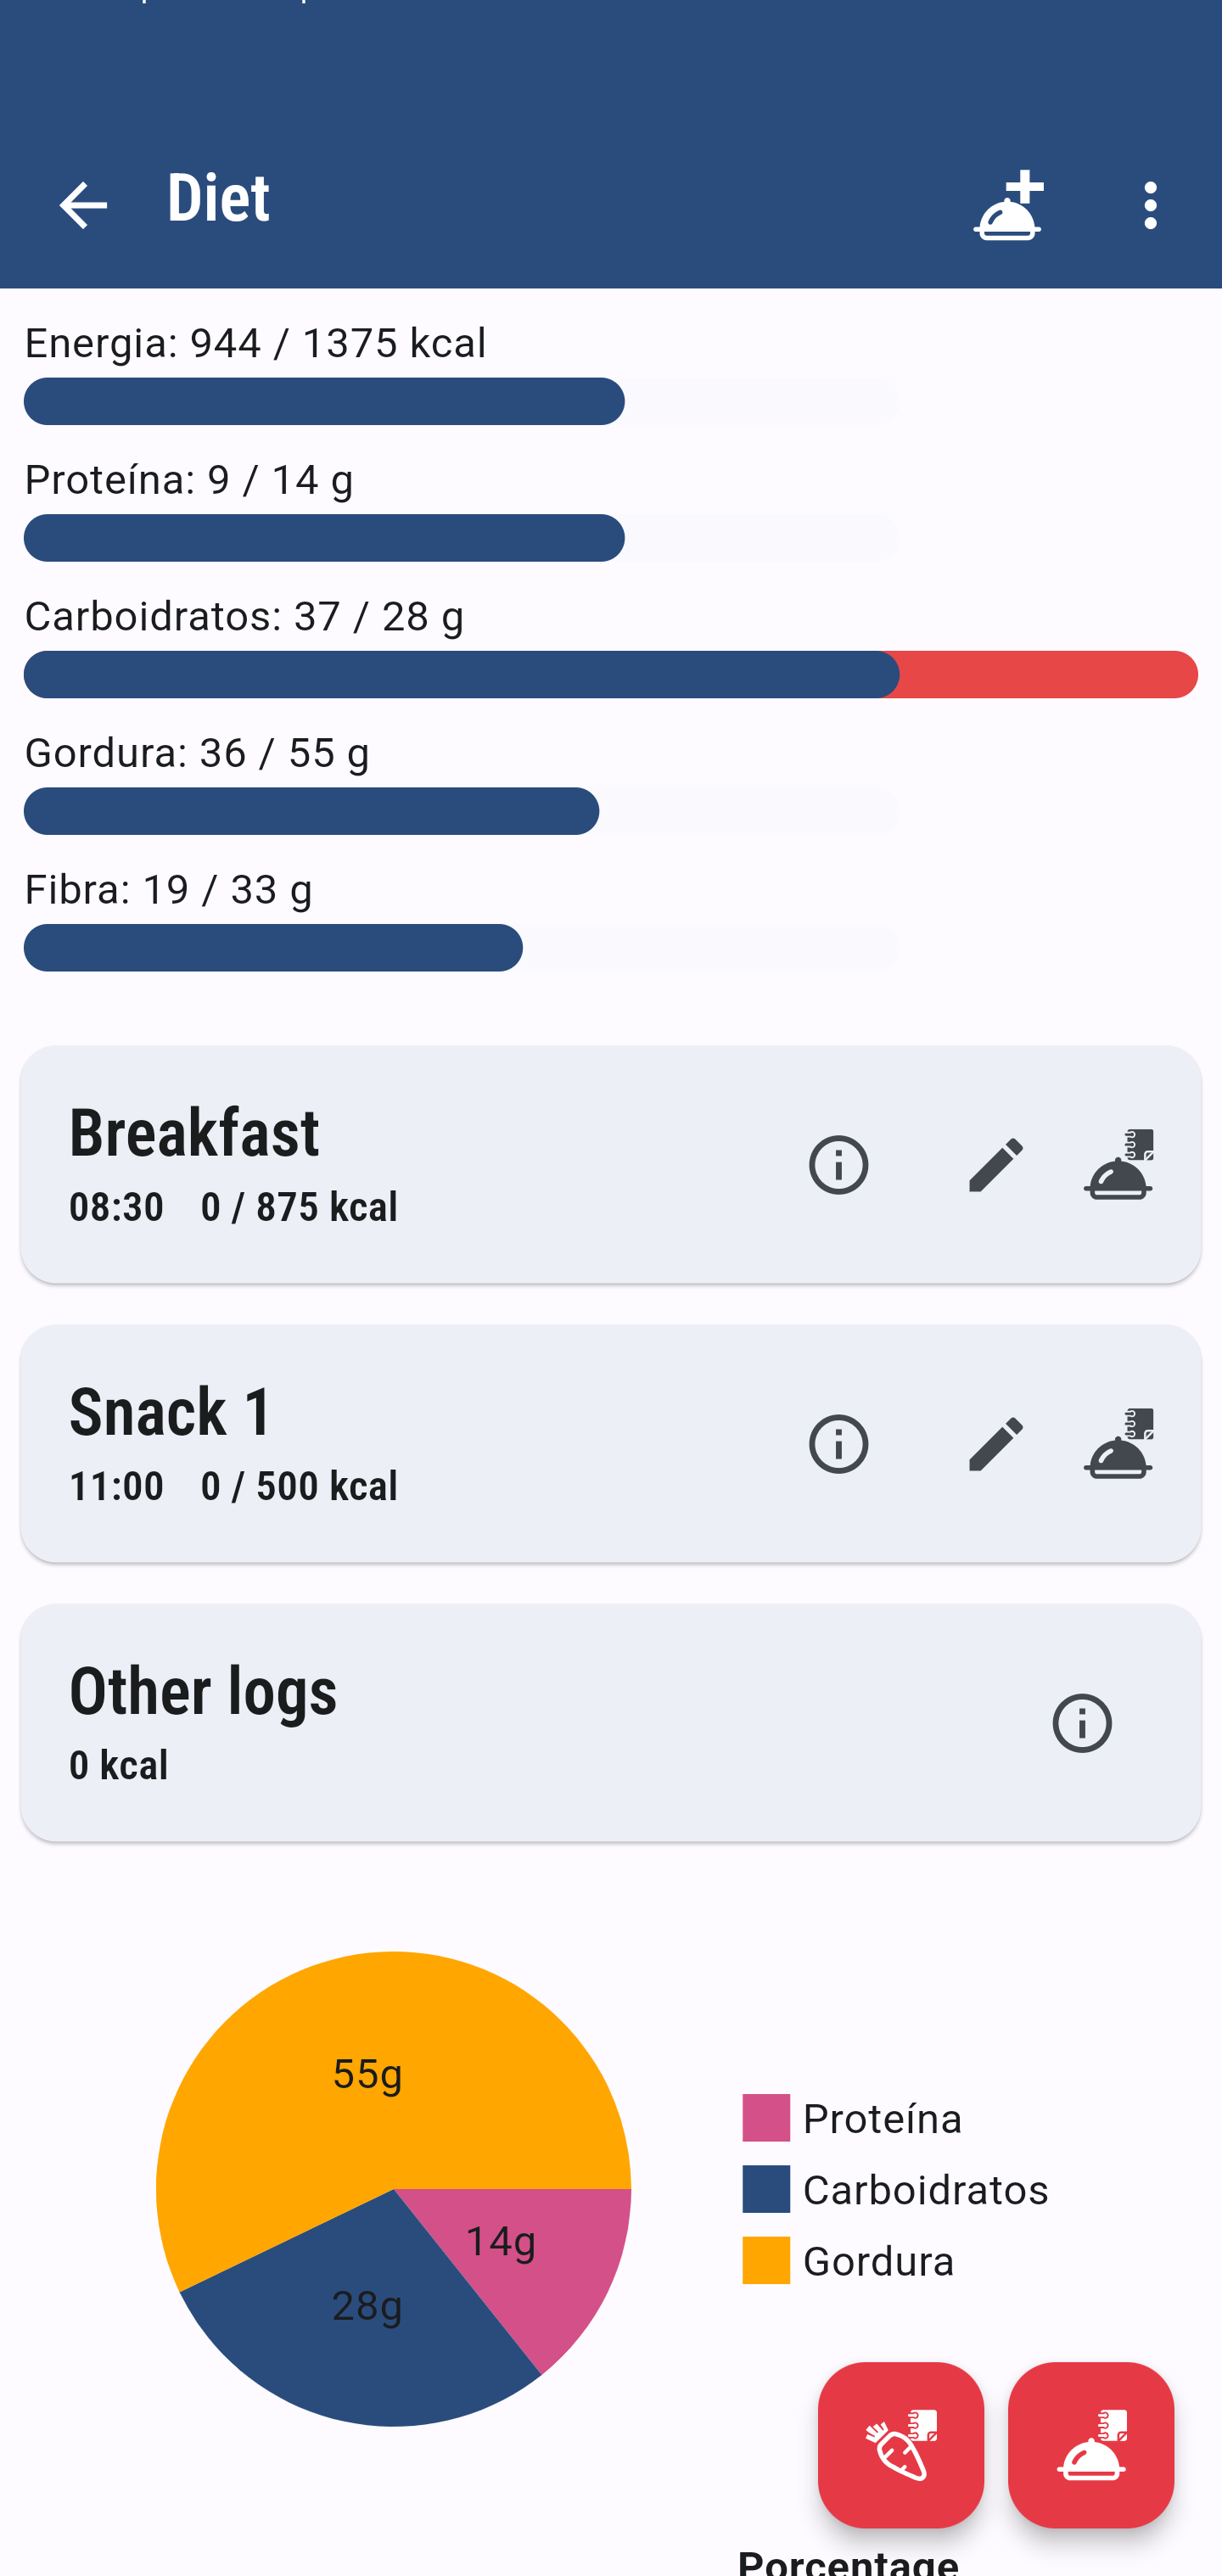 Diet
Energia: 944 / 1375 kcal
Proteína: 9 / 14 g
Carboidratos: 37 / 28 g
Gordura: 36 / 55 g
Fibra: 19 / 33 g
Breakfast
08:30 0 / 875 kcal
Snack 1
11:00 0 / 500 kcal
Other logs
0 kcal
55g
14g
28g
Proteína
Carboidratos
Gordura
Porcentage